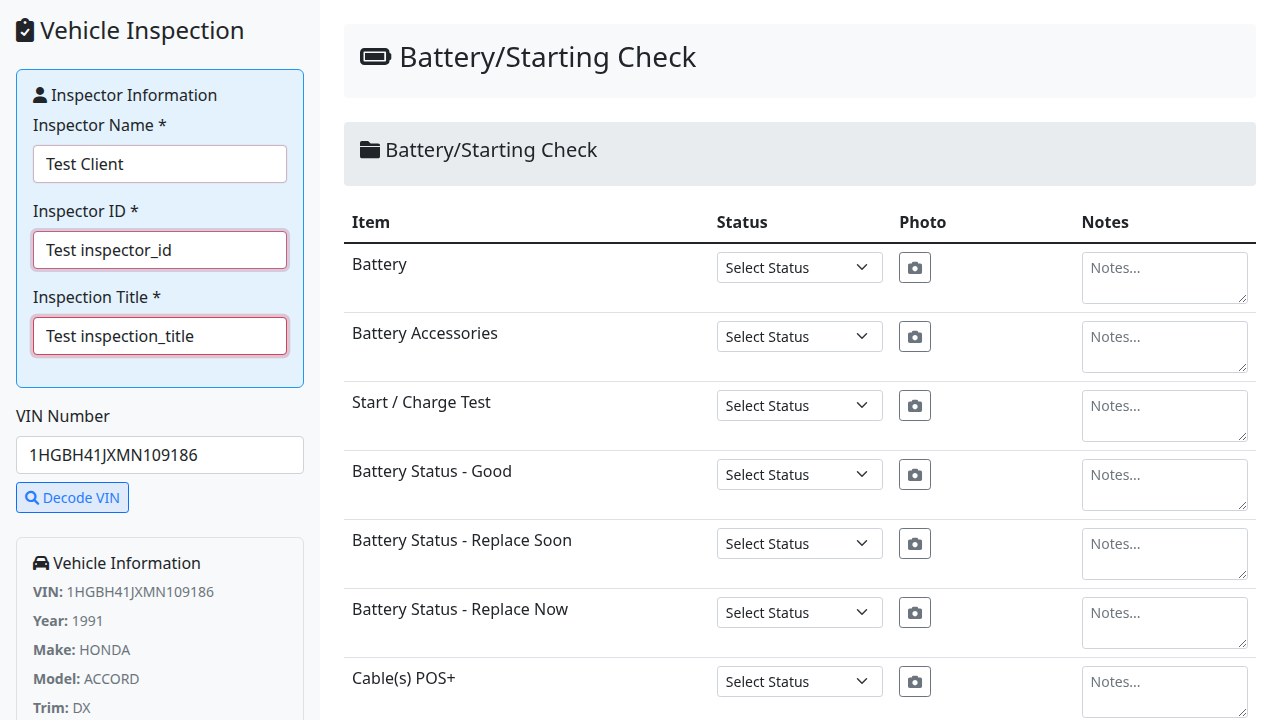 Vehicle Inspection
Inspector Information
Inspector Name *
Test Client
Inspector ID *
Test inspector_id
Inspection Title *
Test inspection_title
VIN Number
1HGBH41JXMN109186
Decode VIN
Vehicle Information
VIN: 1HGBH41JXMN109186
Year: 1991
Make: HONDA
Model: ACCORD
Trim: DX
Battery/Starting Check
Battery/Starting Check
Item Status Photo Notes
Battery Select Status Notes...
Battery Accessories Select Status Notes...
Start / Charge Test Select Status Notes...
Battery Status - Good Select Status Notes...
Battery Status - Replace Soon Select Status Notes...
Battery Status - Replace Now Select Status Notes...
Cable(s) POS+ Select Status Notes...